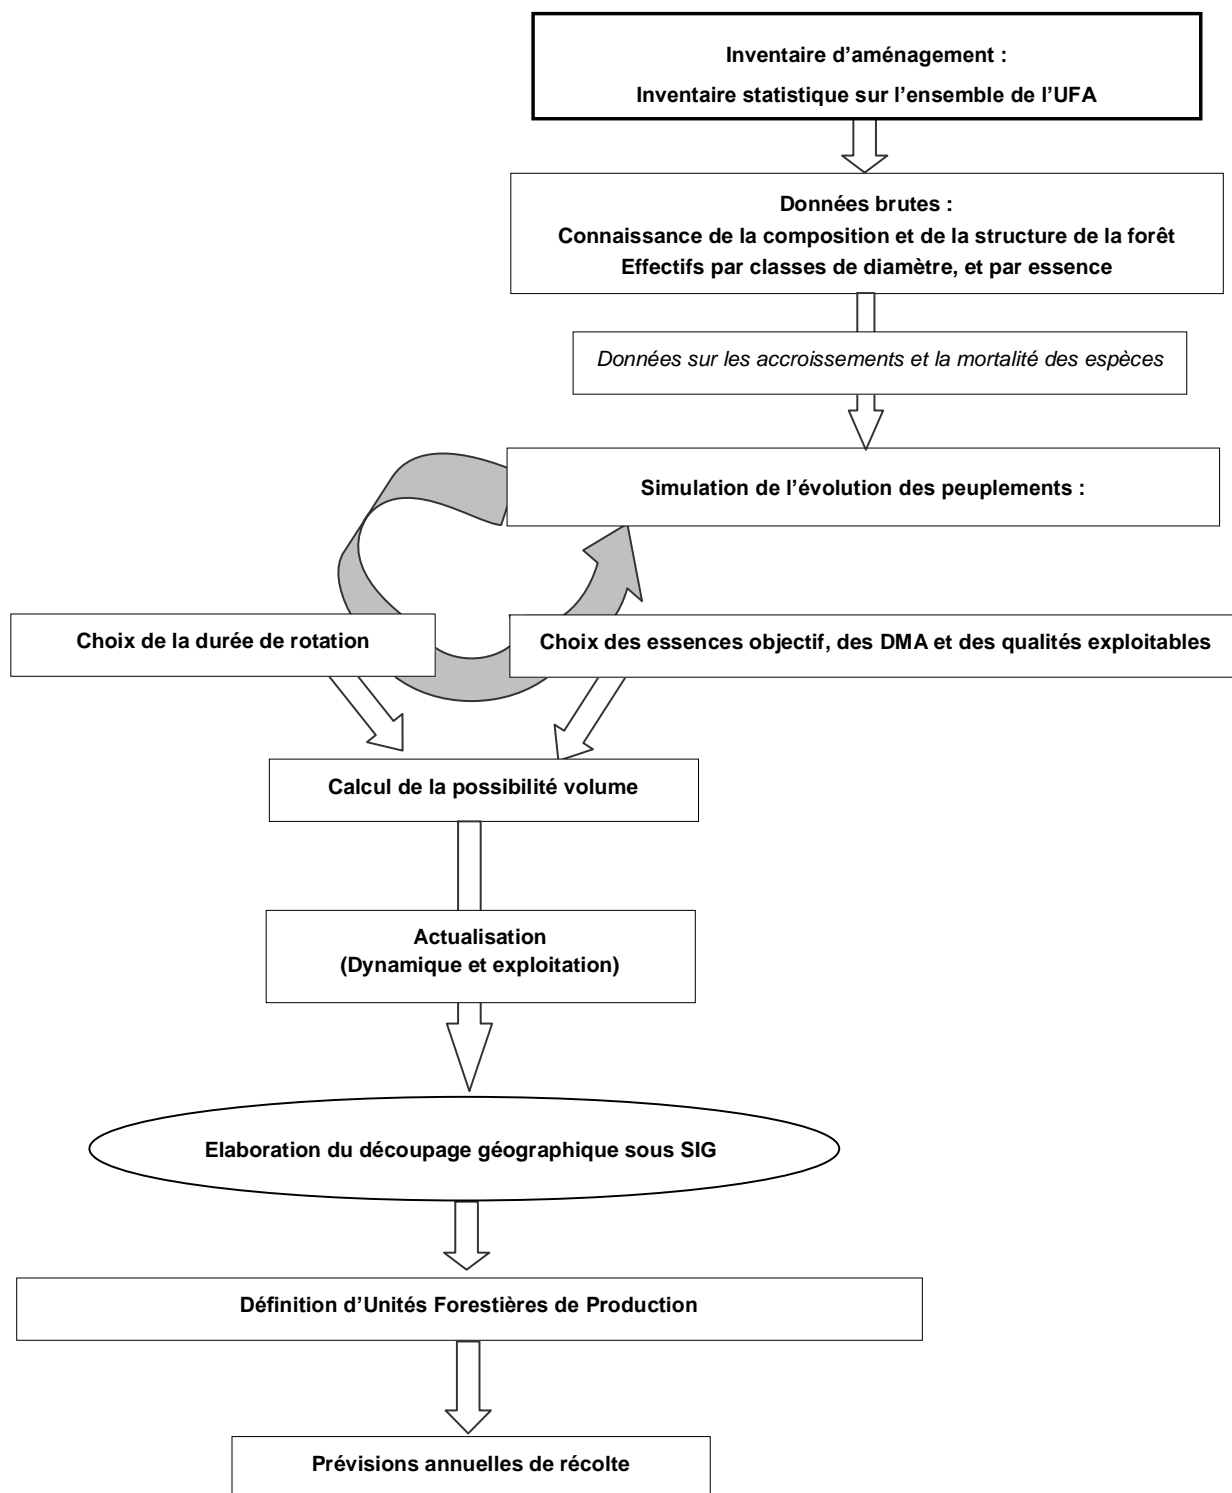 Inventaire d’aménagement :
Inventaire statistique sur l’ensemble de l’UFA
Données brutes :
Connaissance de la composition et de la structure de la forêt
Effectifs par classes de diamètre, et par essence
Données sur les accroissements et la mortalité des espèces
Simulation de l’évolution des peuplements :
Choix de la durée de rotation
Choix des essences objectif, des DMA et des qualités exploitables
Calcul de la possibilité volume
Actualisation
(Dynamique et exploitation)
Elaboration du découpage géographique sous SIG
Définition d’Unités Forestières de Production
Prévisions annuelles de récolte